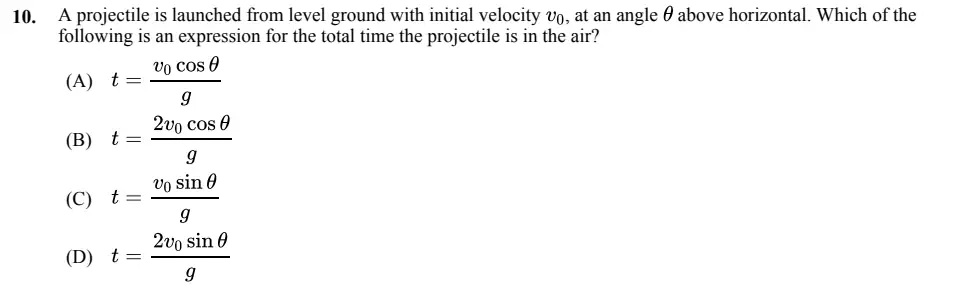 10. A projectile is launched from level ground with initial velocity v₀, at an angle θ above horizontal. Which of the
following is an expression for the total time the projectile is in the air?
(A) t = v₀ cos θ / g
(B) t = 2v₀ cos θ / g
(C) t = v₀ sin θ / g
(D) t = 2v₀ sin θ / g